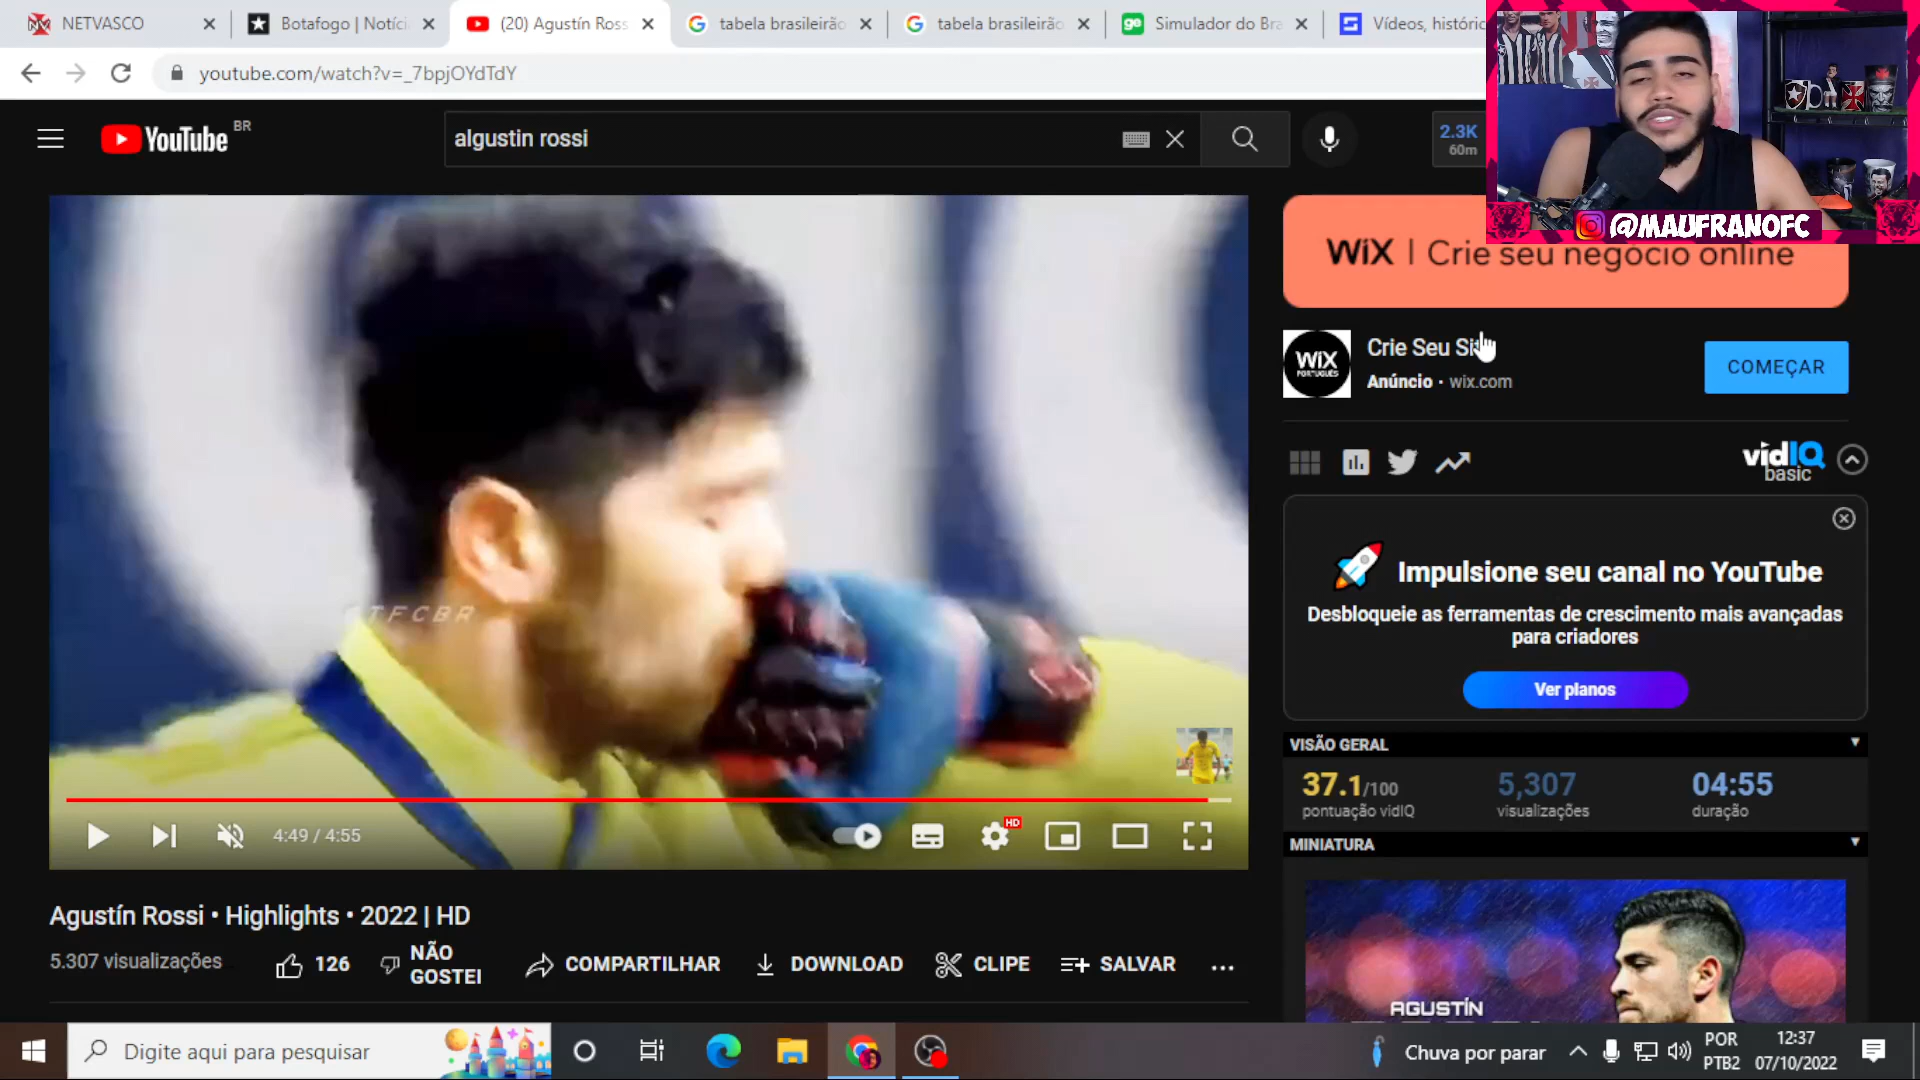 NETVASCO
Botafogo | Notíci
(20) Agustín Ross
tabela brasileirão
tabela brasileirão
ge
Simulador do Bra
Vídeos, históric
youtube.com/watch?v=_7bpjOYdTdY
YouTube BR
algustin rossi
2.3K
60m
@MAUFRANOFC
WiX | Crie seu negócio online
WiX
PORTUGUÊS
Crie Seu Si
Anúncio • wix.com
COMEÇAR
vidIQ
basic
Impulsione seu canal no YouTube
Desbloqueie as ferramentas de crescimento mais avançadas
para criadores
Ver planos
TFCBR
HD
4:49 / 4:55
VISÃO GERAL
37.1/100
pontuação vidIQ
5,307
visualizações
04:55
duração
MINIATURA
AGUSTÍN
Agustín Rossi • Highlights • 2022 | HD
5.307 visualizações
126
NÃO
GOSTEI
COMPARTILHAR
DOWNLOAD
CLIPE
SALVAR
Digite aqui para pesquisar
Chuva por parar
POR
PTB2
12:37
07/10/2022